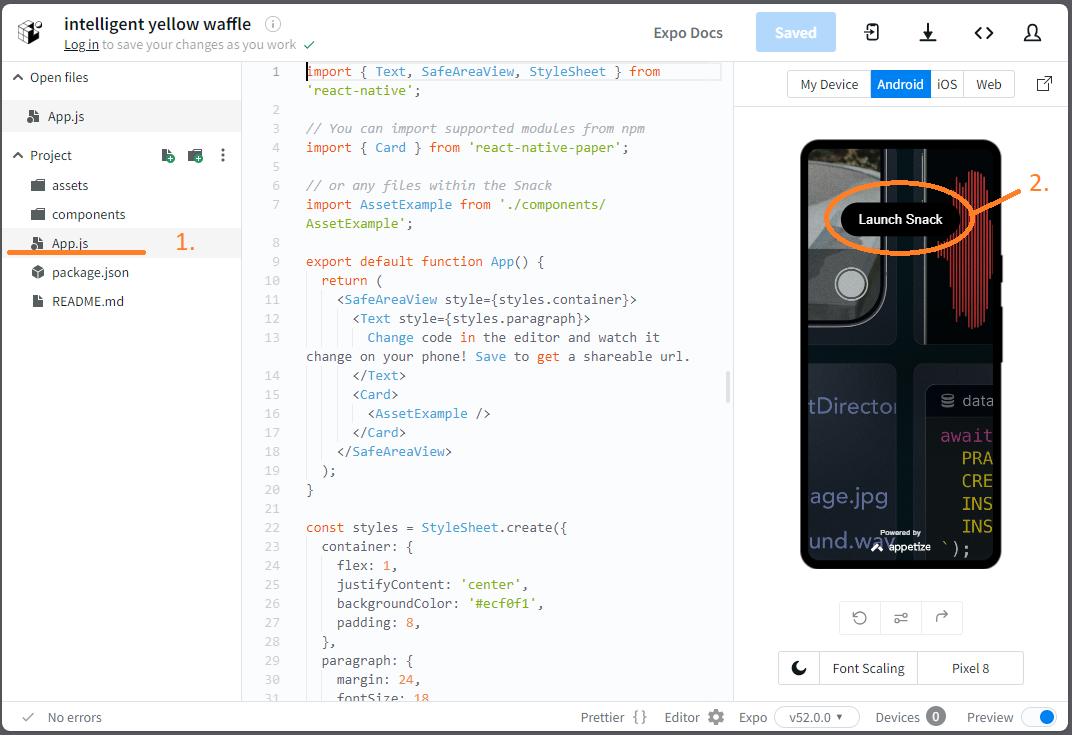 intelligent yellow waffle
Log in to save your changes as you work
Expo Docs
Saved
Open files
App.js
Project
assets
components
App.js
1.
package.json
README.md
1 import { Text, SafeAreaView, StyleSheet } from
'react-native';
2
3 // You can import supported modules from npm
4 import { Card } from 'react-native-paper';
5
6 // or any files within the Snack
7 import AssetExample from './components/
AssetExample';
8
9 export default function App() {
10 return (
11 <SafeAreaView style={styles.container}>
12 <Text style={styles.paragraph}>
13 Change code in the editor and watch it
change on your phone! Save to get a shareable url.
14 </Text>
15 <Card>
16 <AssetExample />
17 </Card>
18 </SafeAreaView>
19 );
20 }
21
22 const styles = StyleSheet.create({
23 container: {
24 flex: 1,
25 justifyContent: 'center',
26 backgroundColor: '#ecf0f1',
27 padding: 8,
28 },
29 paragraph: {
30 margin: 24,
31 fontSize: 18
My Device Android iOS Web
2.
Launch Snack
tDirector
data
await
PRA
age.jpg
CRE
INS
und.wav
INS
`);
Powered by
appetize
Font Scaling
Pixel 8
No errors
Prettier {}
Editor
Expo
v52.0.0
Devices 0
Preview